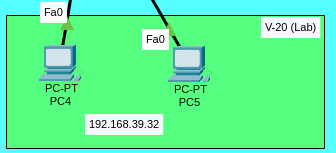 Fa0
V-20 (Lab)
Fa0
PC-PT
PC4
PC-PT
PC5
192.168.39.32